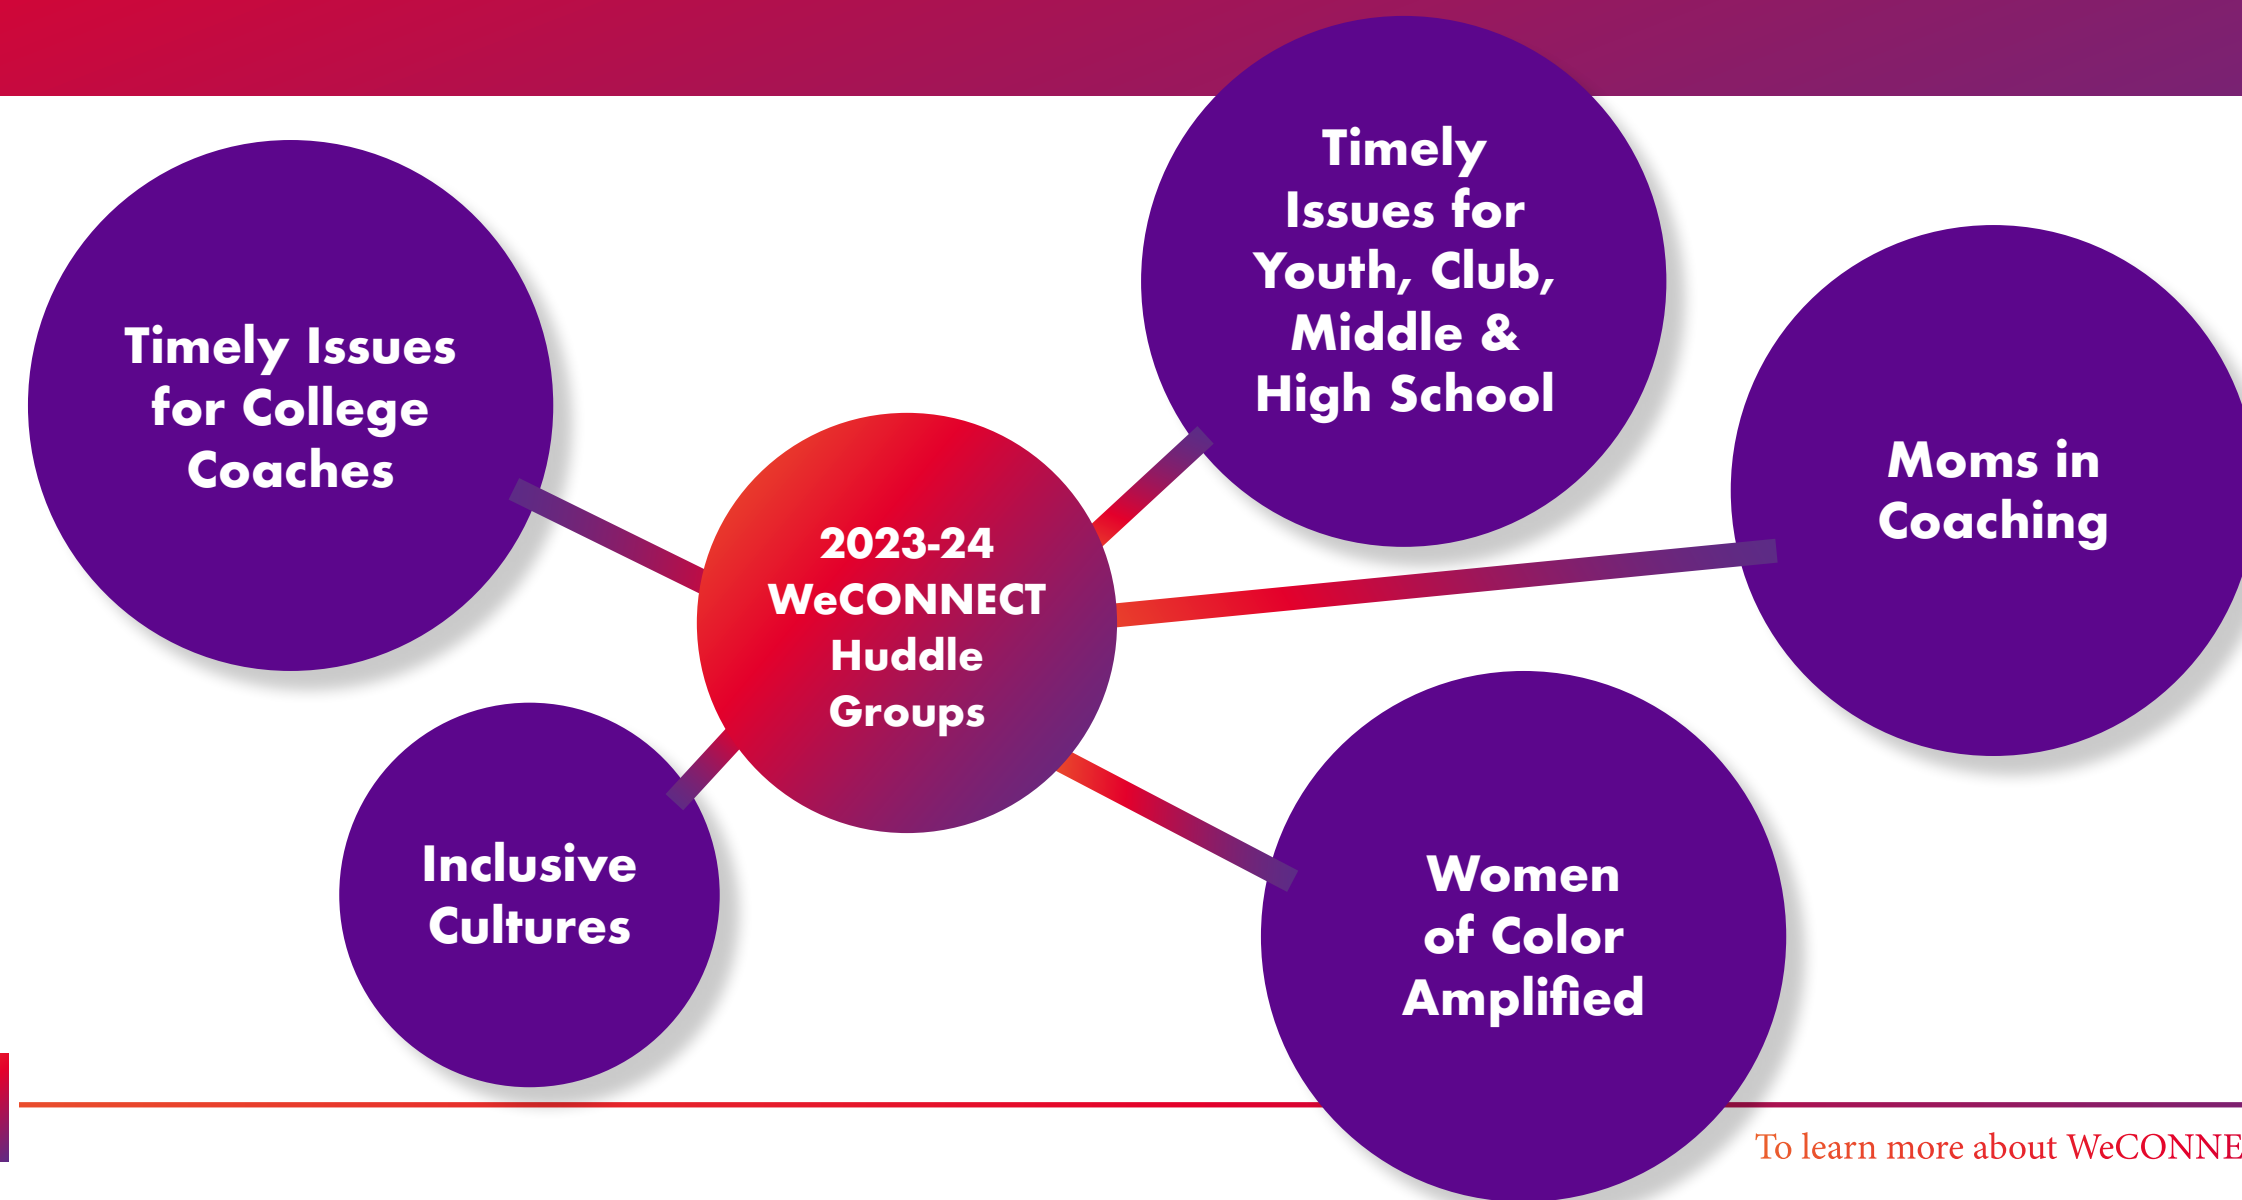 Timely
Issues for
Youth, Club,
Middle &
High School
Timely Issues
for College
Coaches
Moms in
Coaching
2023-24
WeCONNECT
Huddle
Groups
Inclusive
Cultures
Women
of Color
Amplified
To learn more about WeCONNE